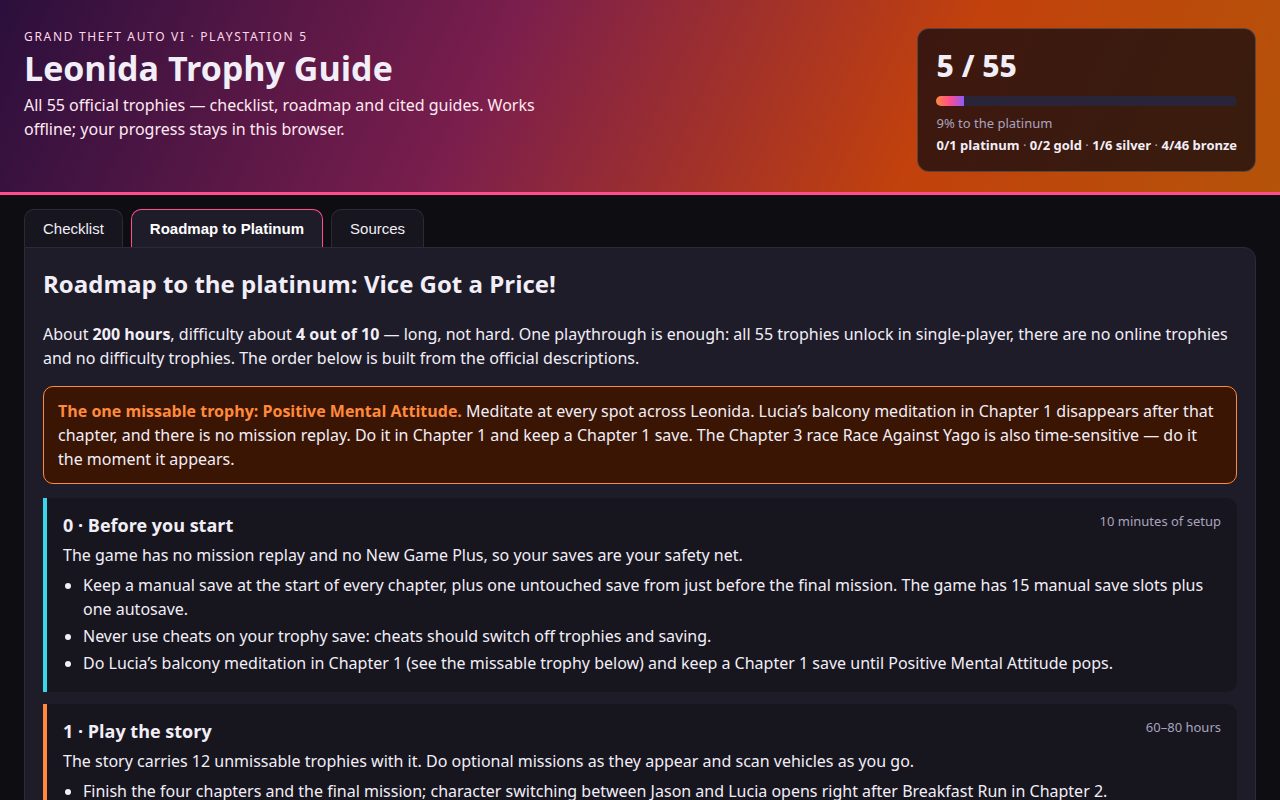 GRAND THEFT AUTO VI · PLAYSTATION 5
Leonida Trophy Guide
All 55 official trophies — checklist, roadmap and cited guides. Works
offline; your progress stays in this browser.
5 / 55
9% to the platinum
0/1 platinum · 0/2 gold · 1/6 silver · 4/46 bronze
Checklist
Roadmap to Platinum
Sources
Roadmap to the platinum: Vice Got a Price!
About 200 hours, difficulty about 4 out of 10 — long, not hard. One playthrough is enough: all 55 trophies unlock in single-player, there are no online trophies
and no difficulty trophies. The order below is built from the official descriptions.
The one missable trophy: Positive Mental Attitude. Meditate at every spot across Leonida. Lucia’s balcony meditation in Chapter 1 disappears after that
chapter, and there is no mission replay. Do it in Chapter 1 and keep a Chapter 1 save. The Chapter 3 race Race Against Yago is also time-sensitive — do it
the moment it appears.
0 · Before you start
10 minutes of setup
The game has no mission replay and no New Game Plus, so your saves are your safety net.
• Keep a manual save at the start of every chapter, plus one untouched save from just before the final mission. The game has 15 manual save slots plus
one autosave.
• Never use cheats on your trophy save: cheats should switch off trophies and saving.
• Do Lucia’s balcony meditation in Chapter 1 (see the missable trophy below) and keep a Chapter 1 save until Positive Mental Attitude pops.
1 · Play the story
60–80 hours
The story carries 12 unmissable trophies with it. Do optional missions as they appear and scan vehicles as you go.
• Finish the four chapters and the final mission; character switching between Jason and Lucia opens right after Breakfast Run in Chapter 2.